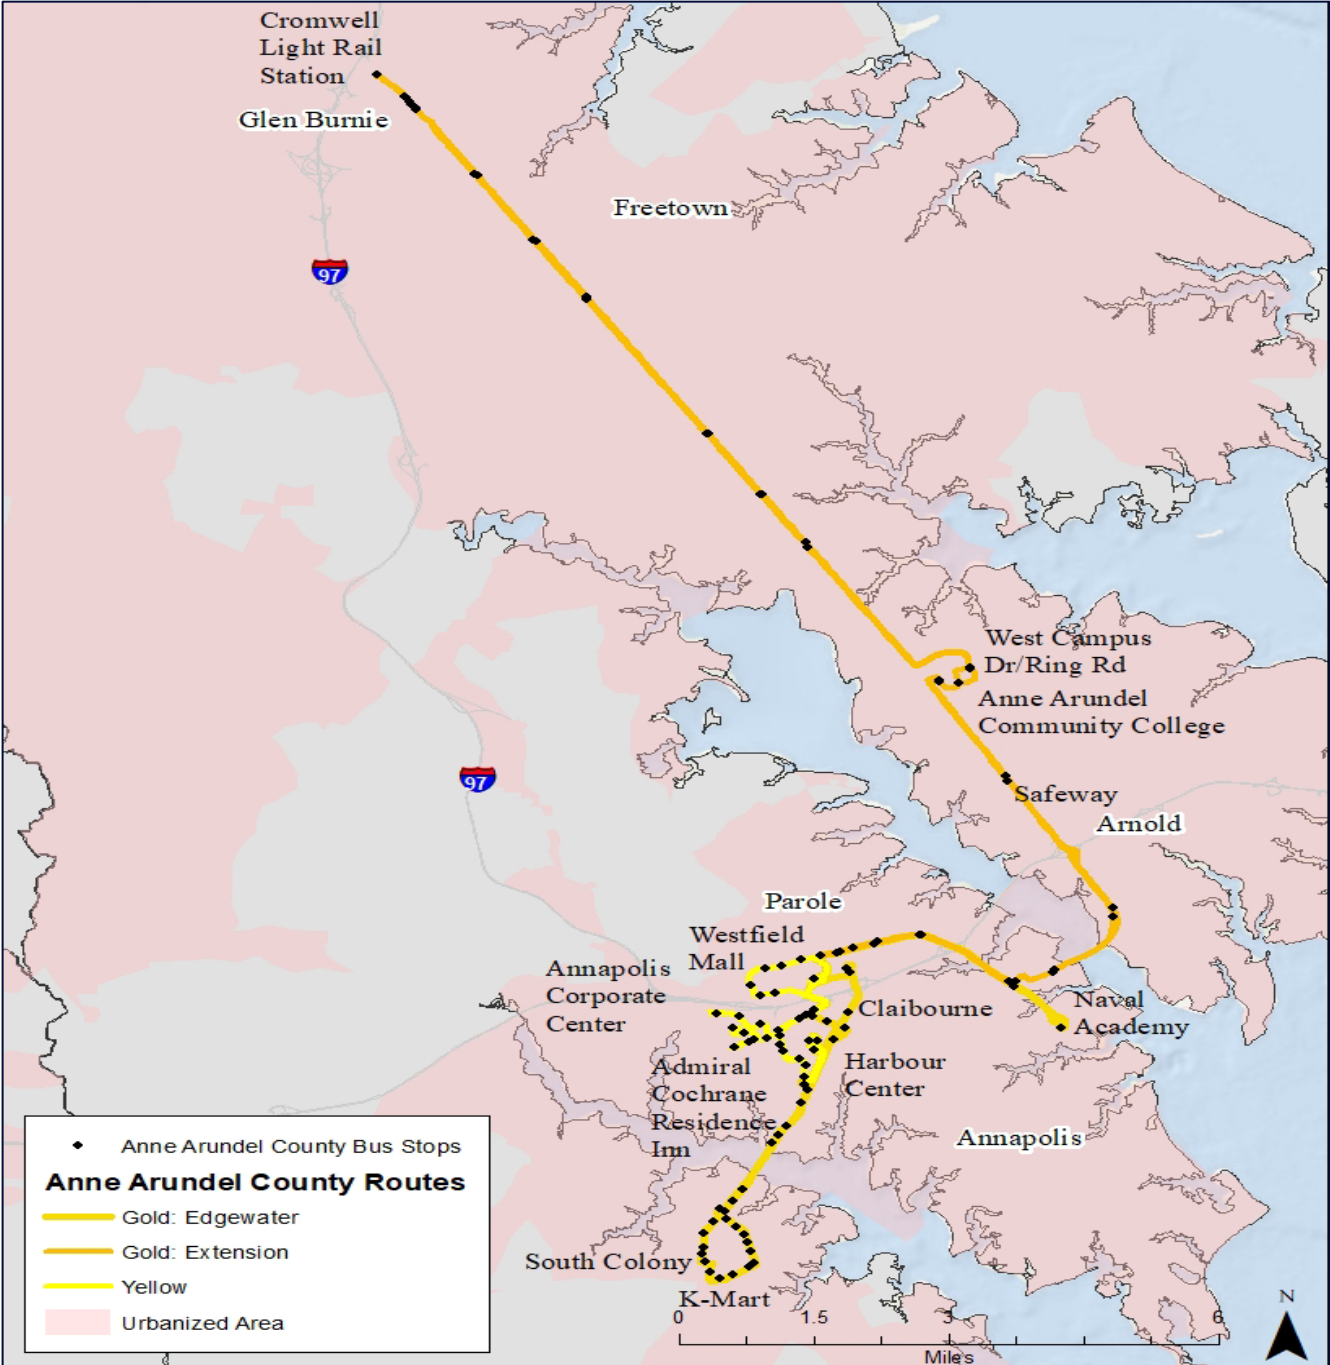 Cromwell
Light Rail
Station
Glen Burnie
Freetown
97
West Campus
Dr/Ring Rd
Anne Arundel
Community College
97
Safeway
Arnold
Parole
Westfield
Mall
Annapolis
Corporate
Center
Claibourne
Naval
Academy
Admiral
Cochrane
Residence
Inn
Harbour
Center
Annapolis
South Colony
K-Mart
Anne Arundel County Bus Stops
Anne Arundel County Routes
Gold: Edgewater
Gold: Extension
Yellow
Urbanized Area
0 1.5 3 6
Miles
N